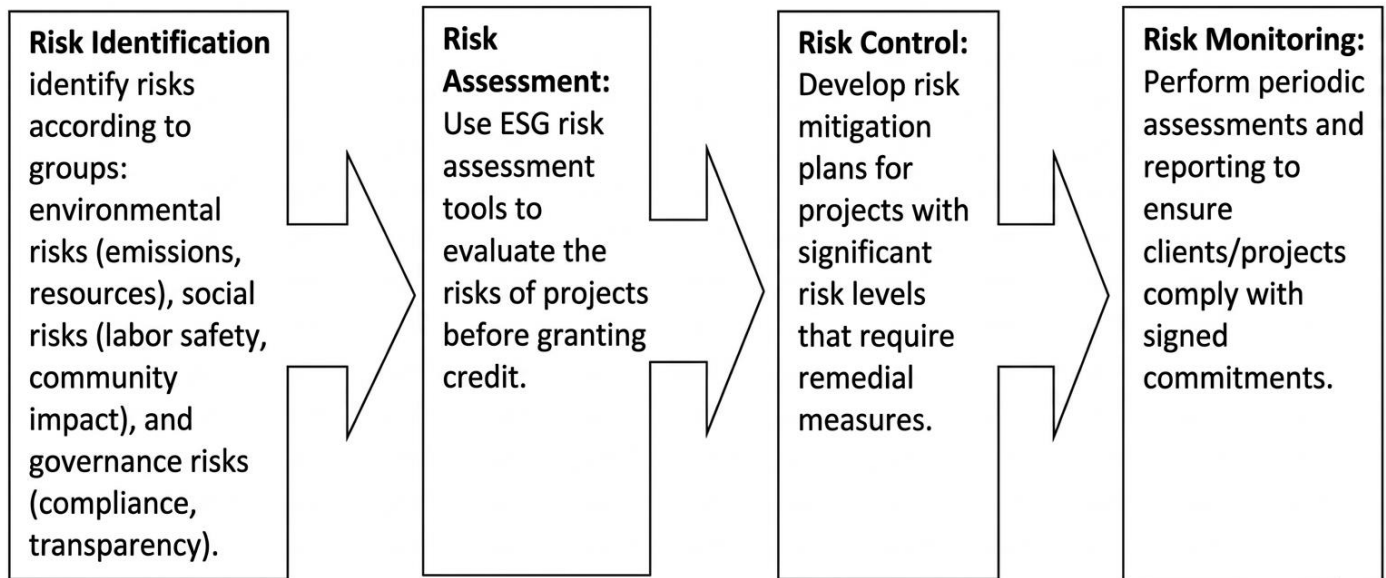 Risk Identification
identify risks
according to
groups:
environmental
risks (emissions,
resources), social
risks (labor safety,
community
impact), and
governance risks
(compliance,
transparency).
Risk
Assessment:
Use ESG risk
assessment
tools to
evaluate the
risks of projects
before granting
credit.
Risk Control:
Develop risk
mitigation
plans for
projects with
significant
risk levels
that require
remedial
measures.
Risk Monitoring:
Perform periodic
assessments and
reporting to
ensure
clients/projects
comply with
signed
commitments.